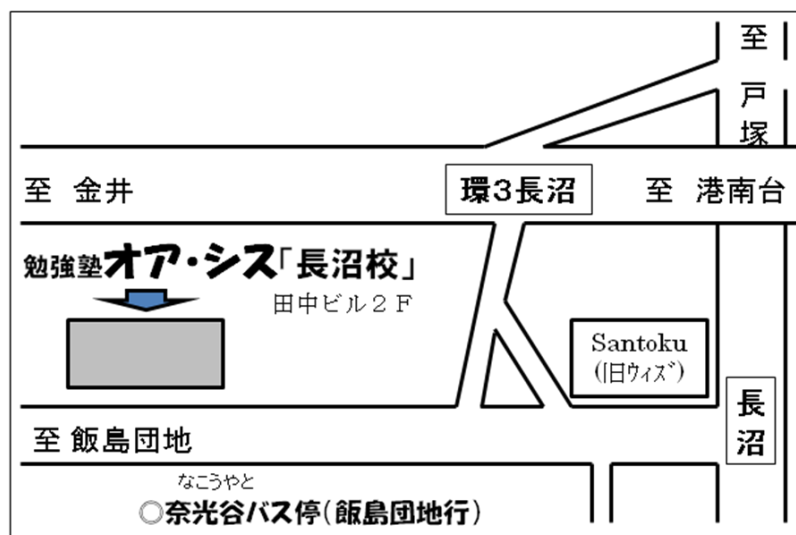 至
戸
塚
至 金井
環3長沼
至 港南台
勉強塾オア・シス「長沼校」
田中ビル2F
Santoku
(旧ウィズ)
長
沼
至 飯島団地
なこうやと
◎奈光谷バス停(飯島団地行)